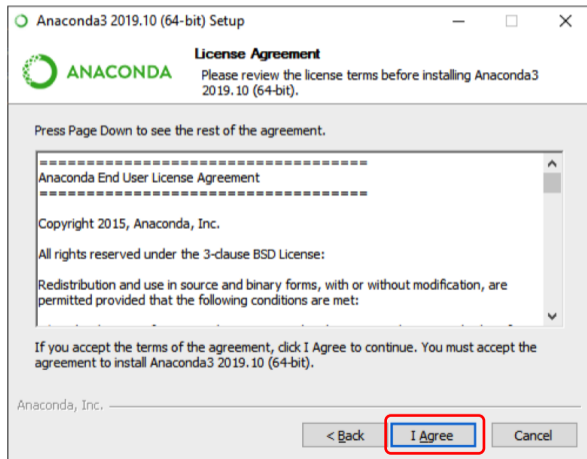 Anaconda3 2019.10 (64-bit) Setup
License Agreement
ANACONDA
Please review the license terms before installing Anaconda3
2019.10 (64-bit).
Press Page Down to see the rest of the agreement.
====================================
Anaconda End User License Agreement
====================================
Copyright 2015, Anaconda, Inc.
All rights reserved under the 3-clause BSD License:
Redistribution and use in source and binary forms, with or without modification, are
permitted provided that the following conditions are met:
If you accept the terms of the agreement, click I Agree to continue. You must accept the
agreement to install Anaconda3 2019.10 (64-bit).
Anaconda, Inc.
< Back
I Agree
Cancel